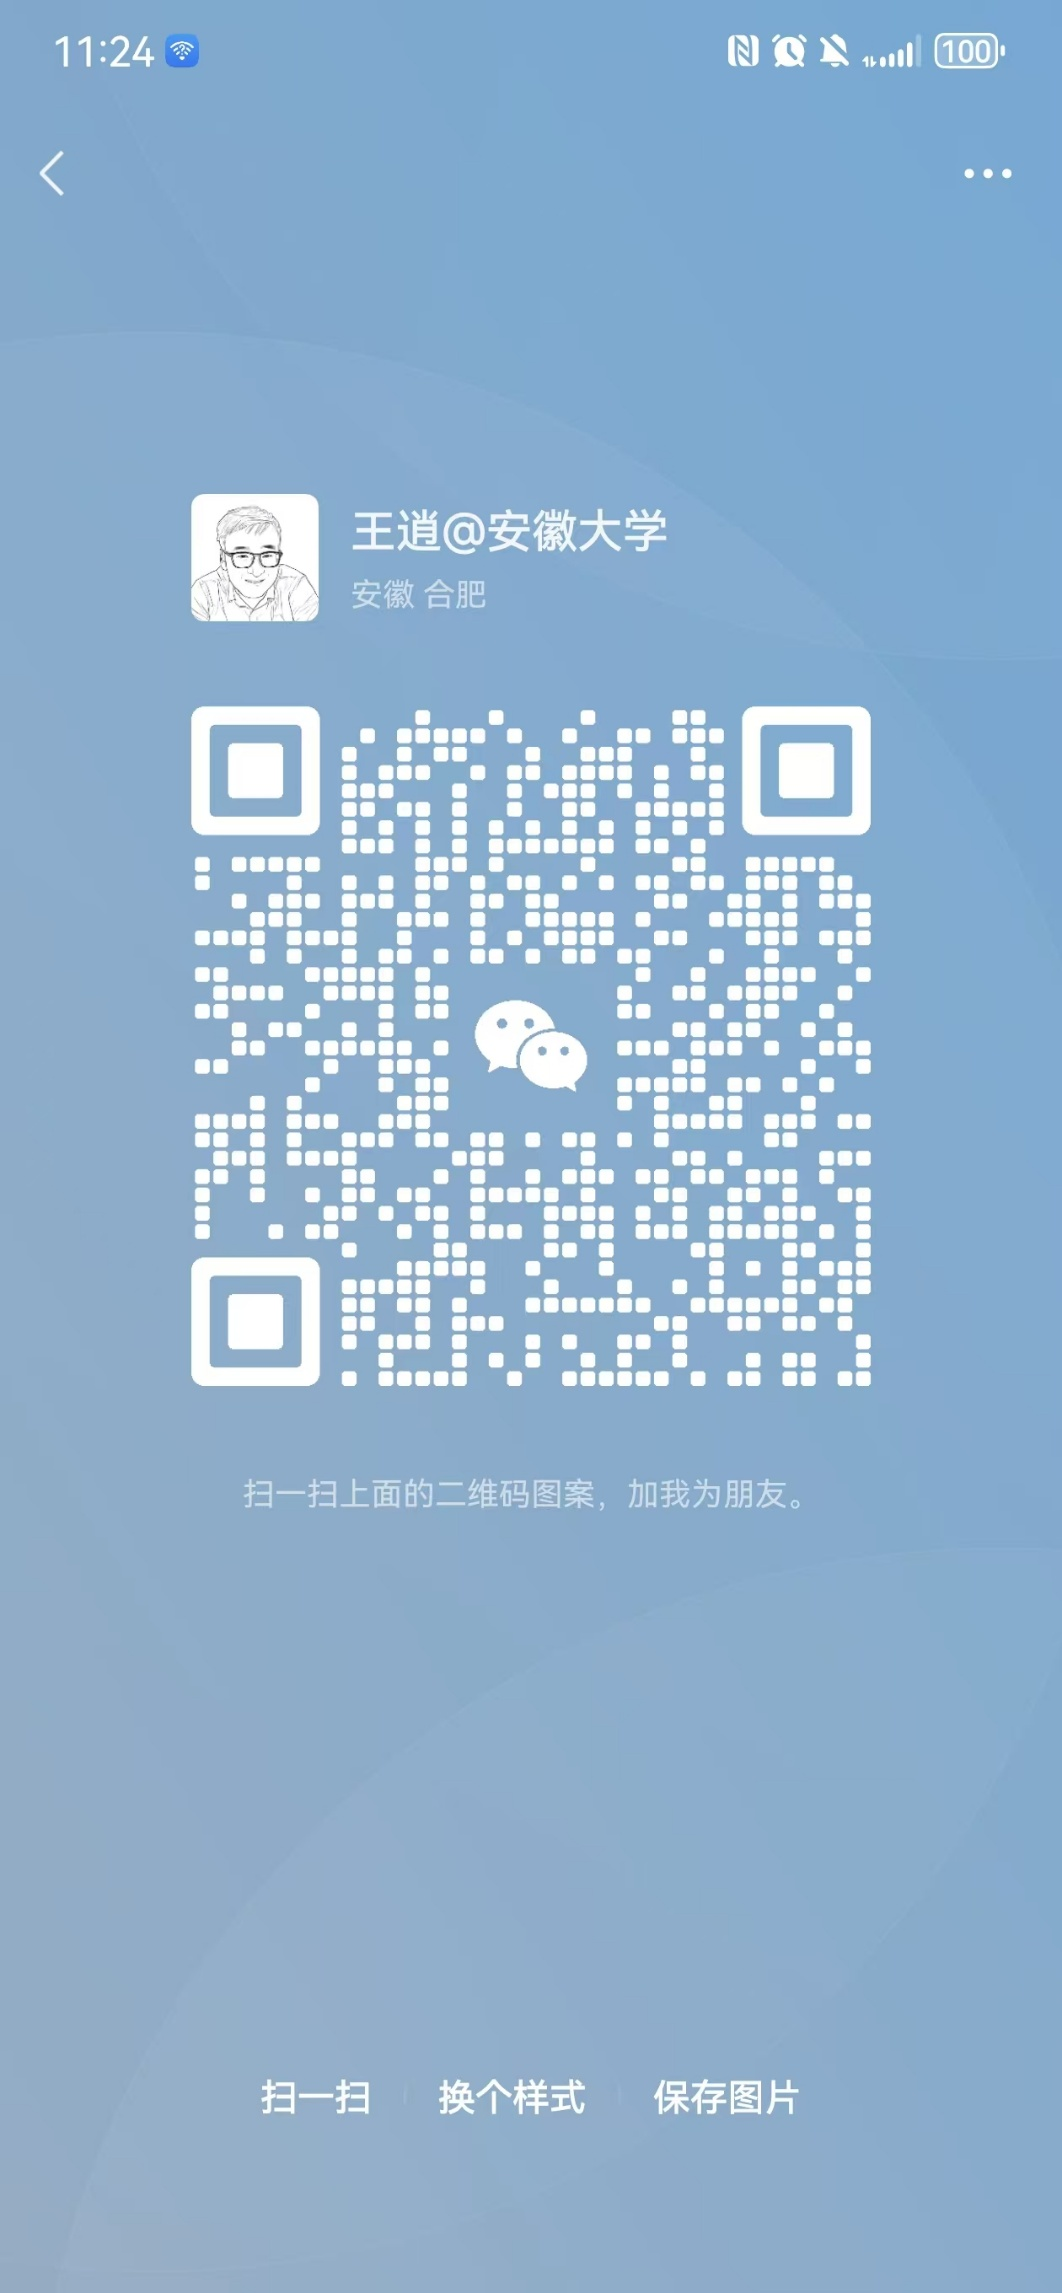 11:24
100
王逍@安徽大学
安徽 合肥
扫一扫上面的二维码图案，加我为朋友。
扫一扫 换个样式 保存图片